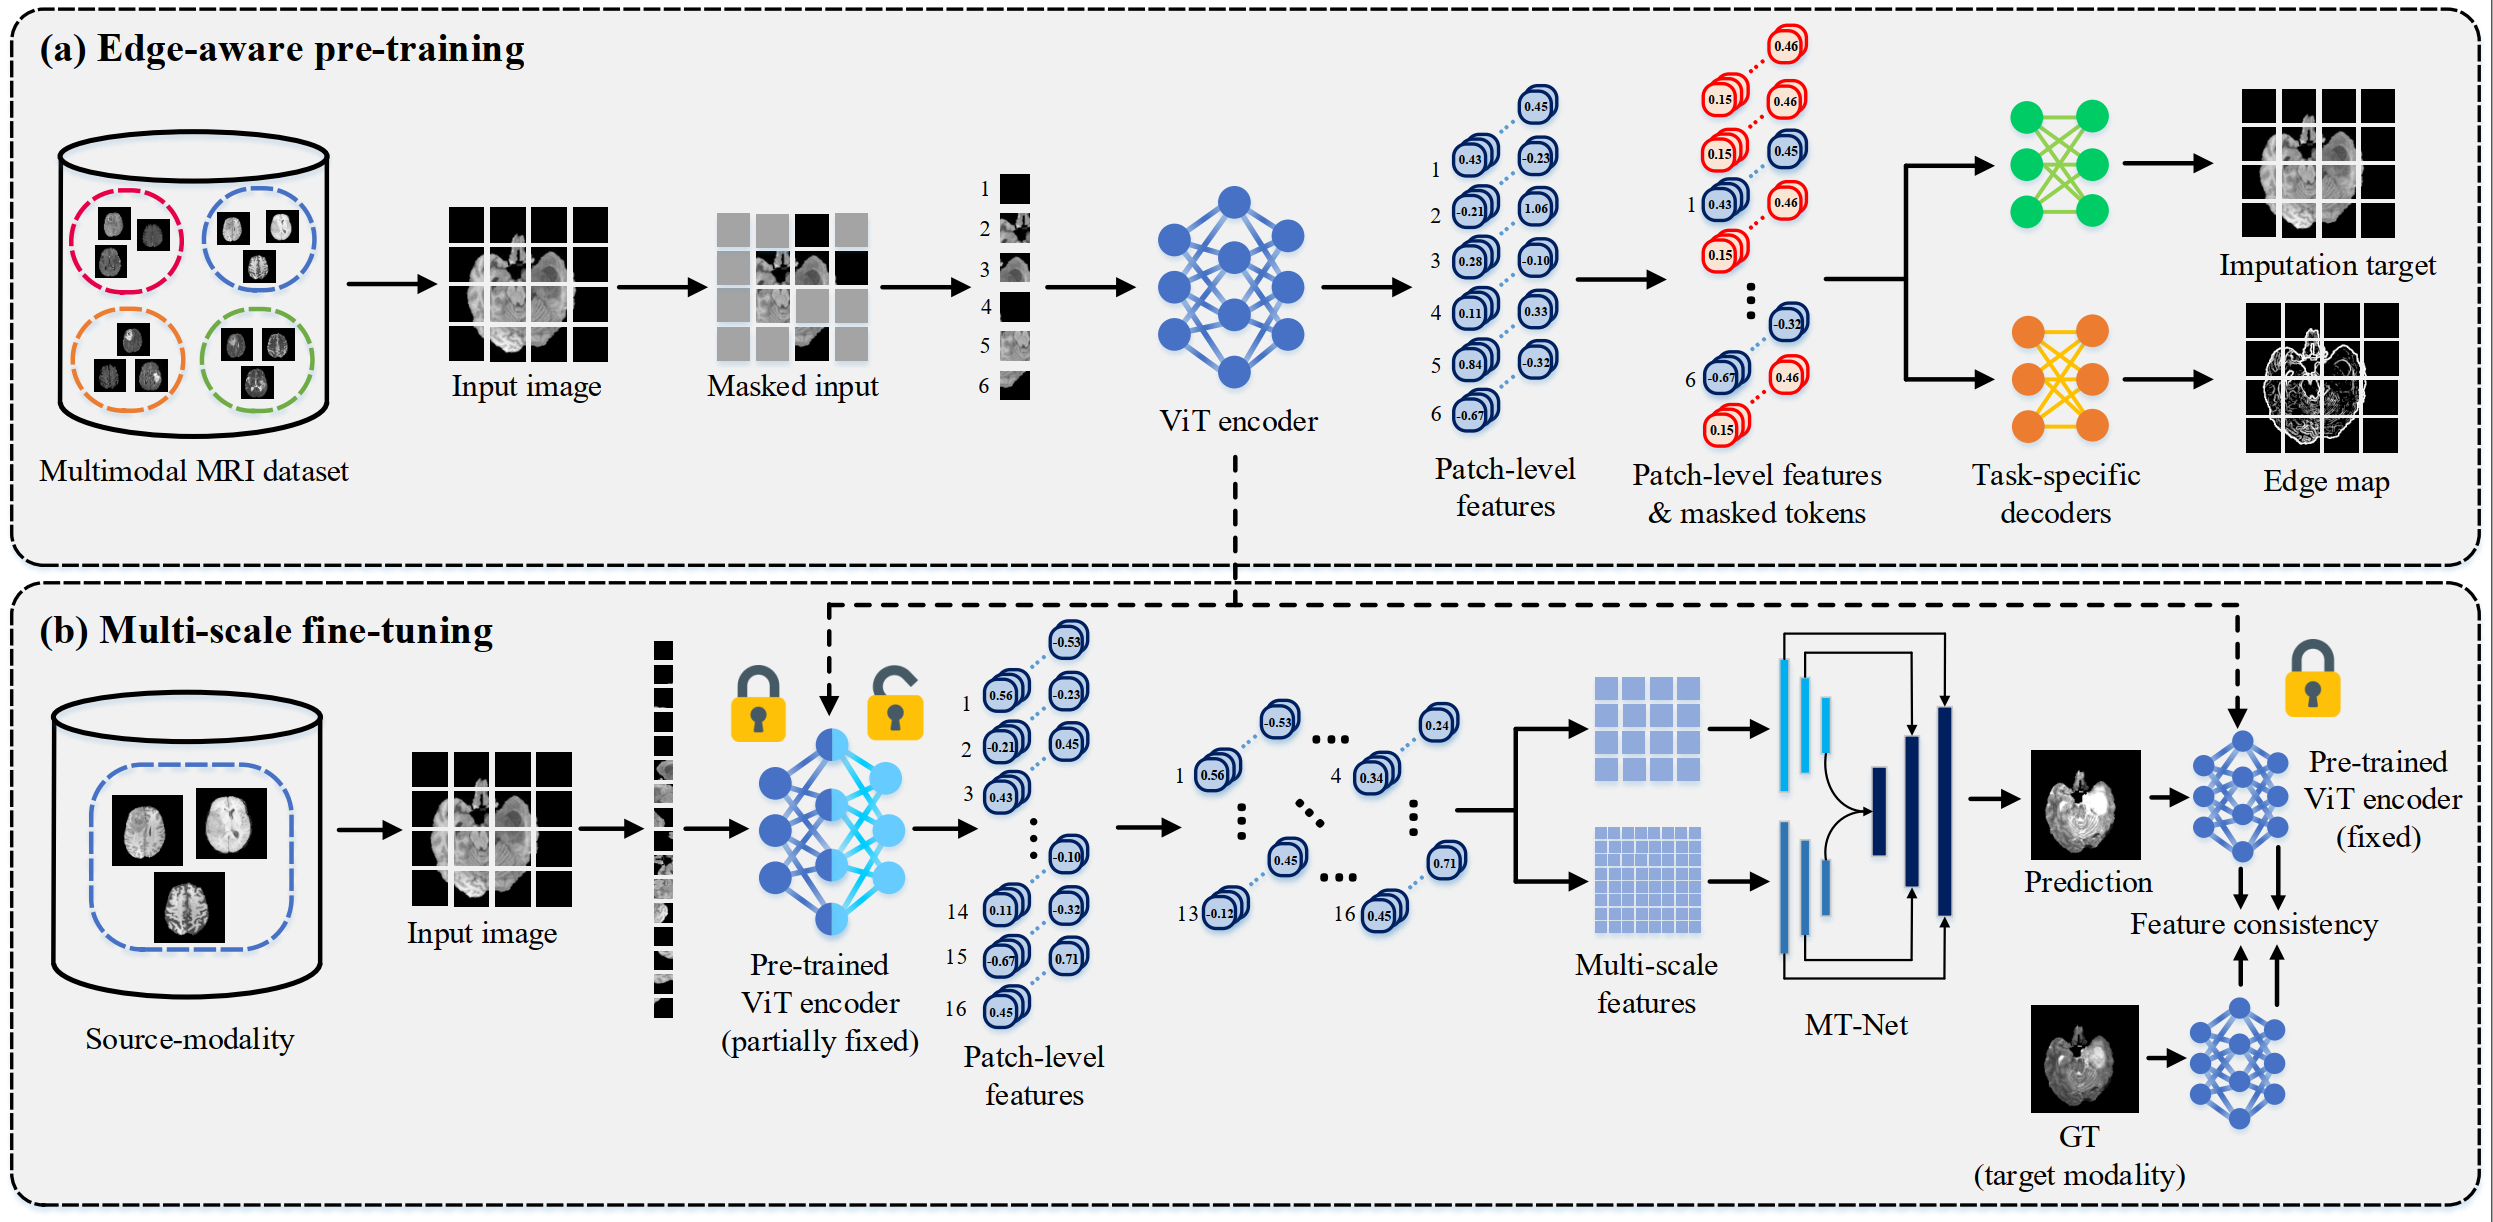 (a) Edge-aware pre-training
Multimodal MRI dataset
Input image
Masked input
1
2
3
4
5
6
ViT encoder
0.45
1
0.43
-0.23
2
-0.21
1.06
3
0.28
-0.10
4
0.11
0.33
5
0.84
-0.32
6
-0.67
Patch-level
features
0.46
0.15
0.46
0.15
0.45
1
0.43
0.46
0.15
-0.32
6
-0.67
0.46
0.15
Patch-level features
& masked tokens
Task-specific
decoders
Imputation target
Edge map
(b) Multi-scale fine-tuning
Source-modality
Input image
Pre-trained
ViT encoder
(partially fixed)
-0.53
1
0.56
-0.23
2
-0.21
0.45
3
0.43
-0.10
14
0.11
-0.32
15
-0.67
0.71
16
0.45
Patch-level
features
-0.53
1
0.56
0.24
4
0.34
0.45
13
-0.12
0.71
16
0.45
Multi-scale
features
MT-Net
Prediction
Pre-trained
ViT encoder
(fixed)
Feature consistency
GT
(target modality)